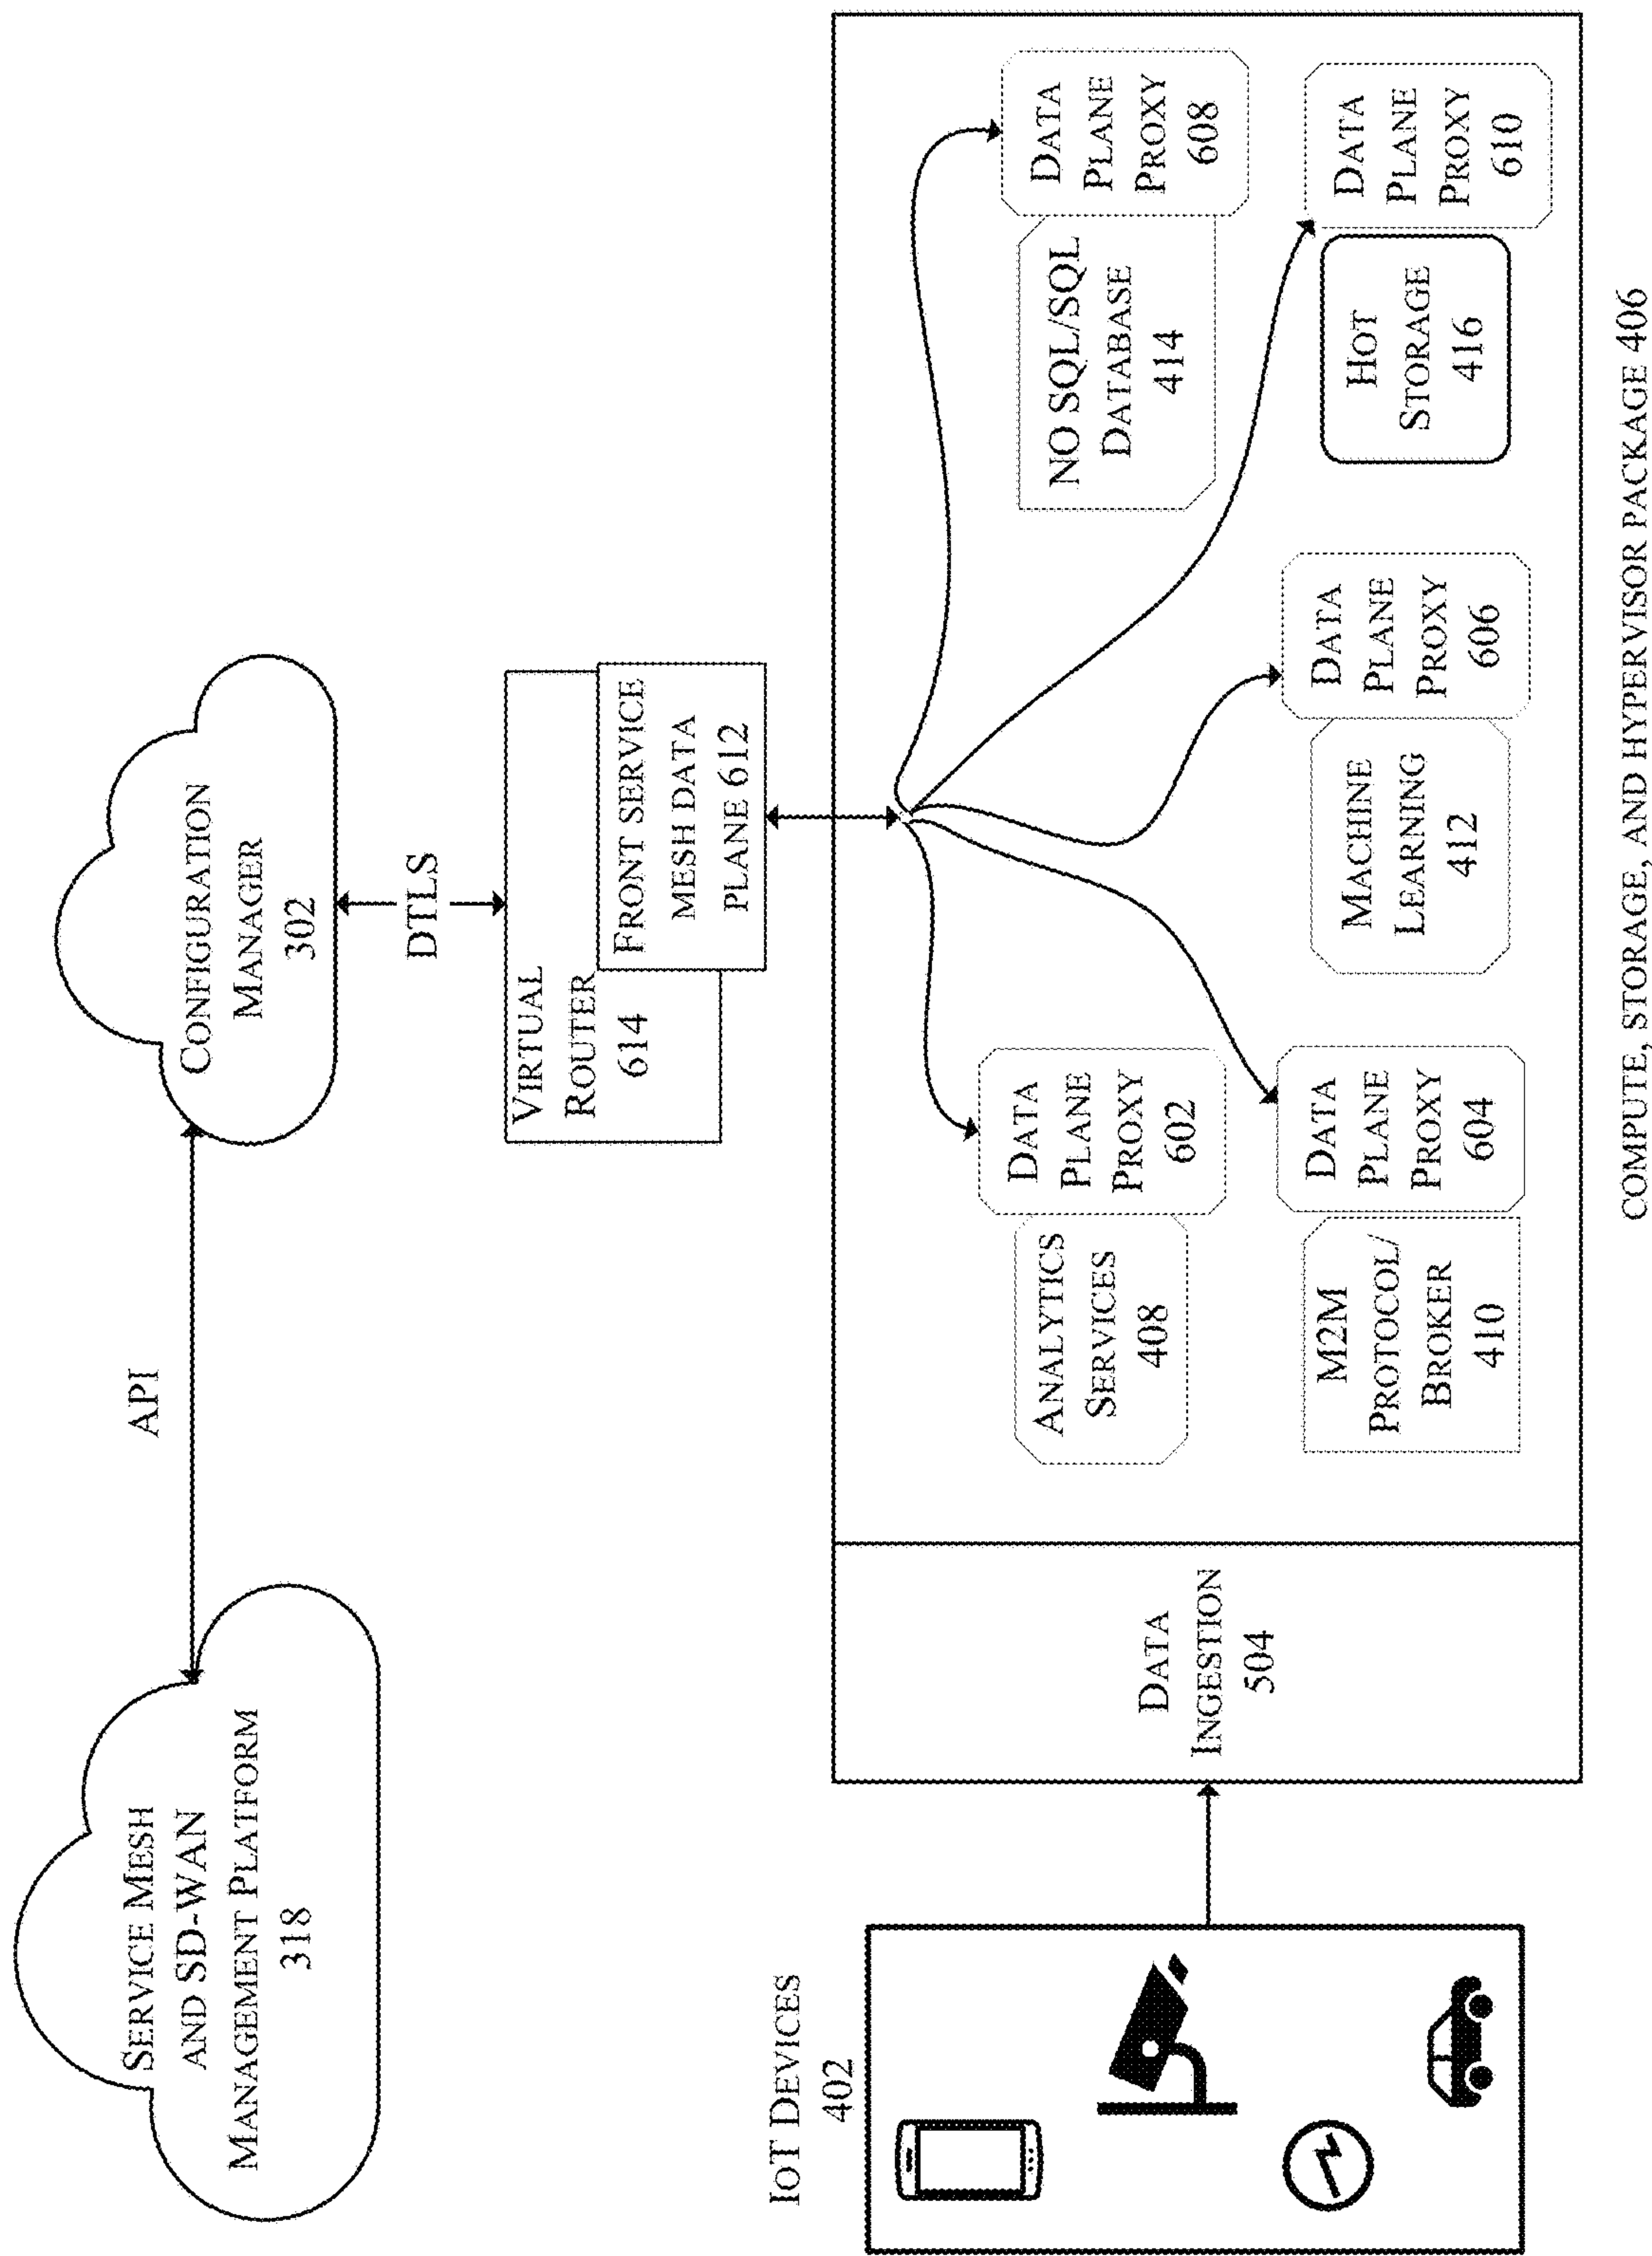 SERVICE MESH
AND SD-WAN
MANAGEMENT PLATFORM
318
API
CONFIGURATION
MANAGER
302
DTLS
VIRTUAL
ROUTER
614
FRONT SERVICE
MESH DATA
PLANE 612
IOT DEVICES
402
DATA
INGESTION
504
ANALYTICS
SERVICES
408
DATA
PLANE
PROXY
602
M2M
PROTOCOL/
BROKER
410
DATA
PLANE
PROXY
604
MACHINE
LEARNING
412
DATA
PLANE
PROXY
606
NO SQL/SQL
DATABASE
414
DATA
PLANE
PROXY
608
HOT
STORAGE
416
DATA
PLANE
PROXY
610
COMPUTE, STORAGE, AND HYPERVISOR PACKAGE 406